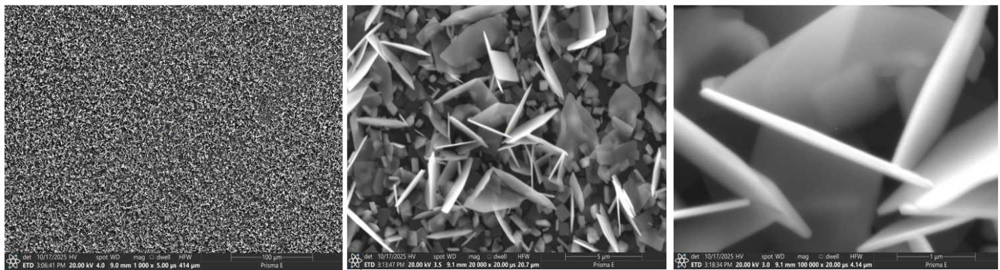 det 10/17/2025 HV spot WD mag □ dwell HFW
100 µm
ETD 3:06:41 PM 20.00 kV 4.0 9.0 mm 1 000 x 5.00 µs 414 µm
Prisma E
det 10/17/2025 HV spot WD mag □ dwell HFW
5 µm
ETD 3:13:47 PM 20.00 kV 3.5 9.1 mm 20 000 x 20.00 µs 20.7 µm
Prisma E
det 10/17/2025 HV spot WD mag □ dwell HFW
1 µm
ETD 3:18:34 PM 20.00 kV 3.0 9.1 mm 100 000 x 20.00 µs 4.14 µm
Prisma E